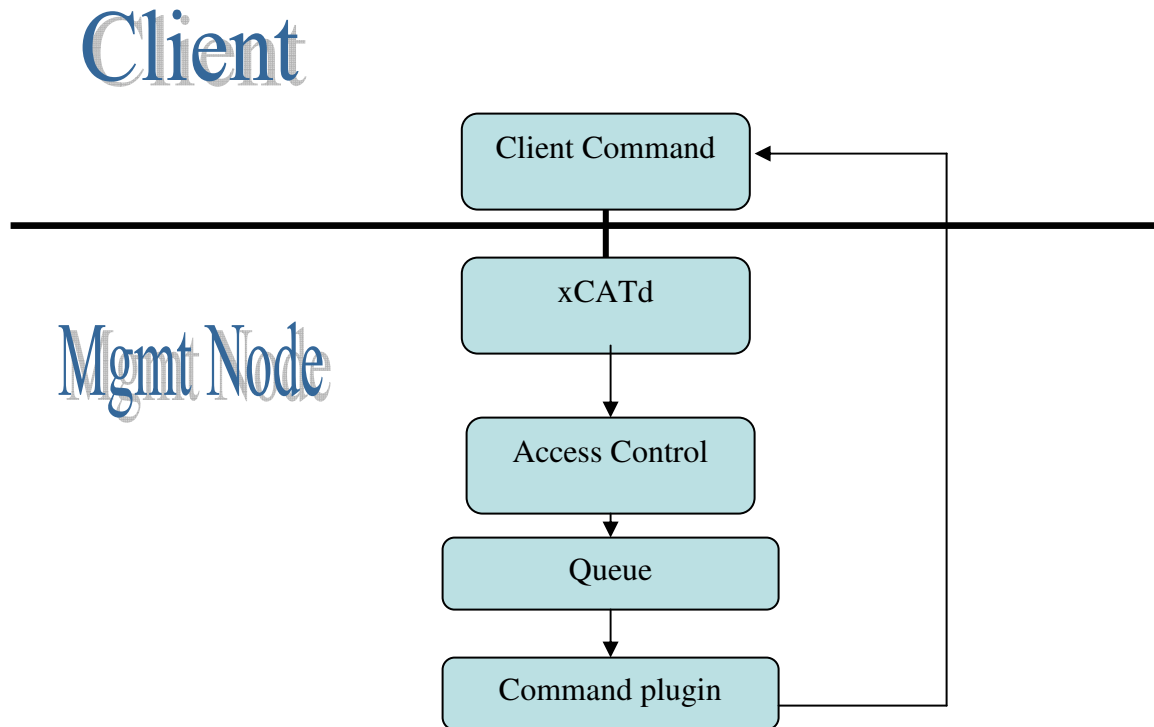 Client
Client Command
xCATd
Mgmt Node
Access Control
Queue
Command plugin